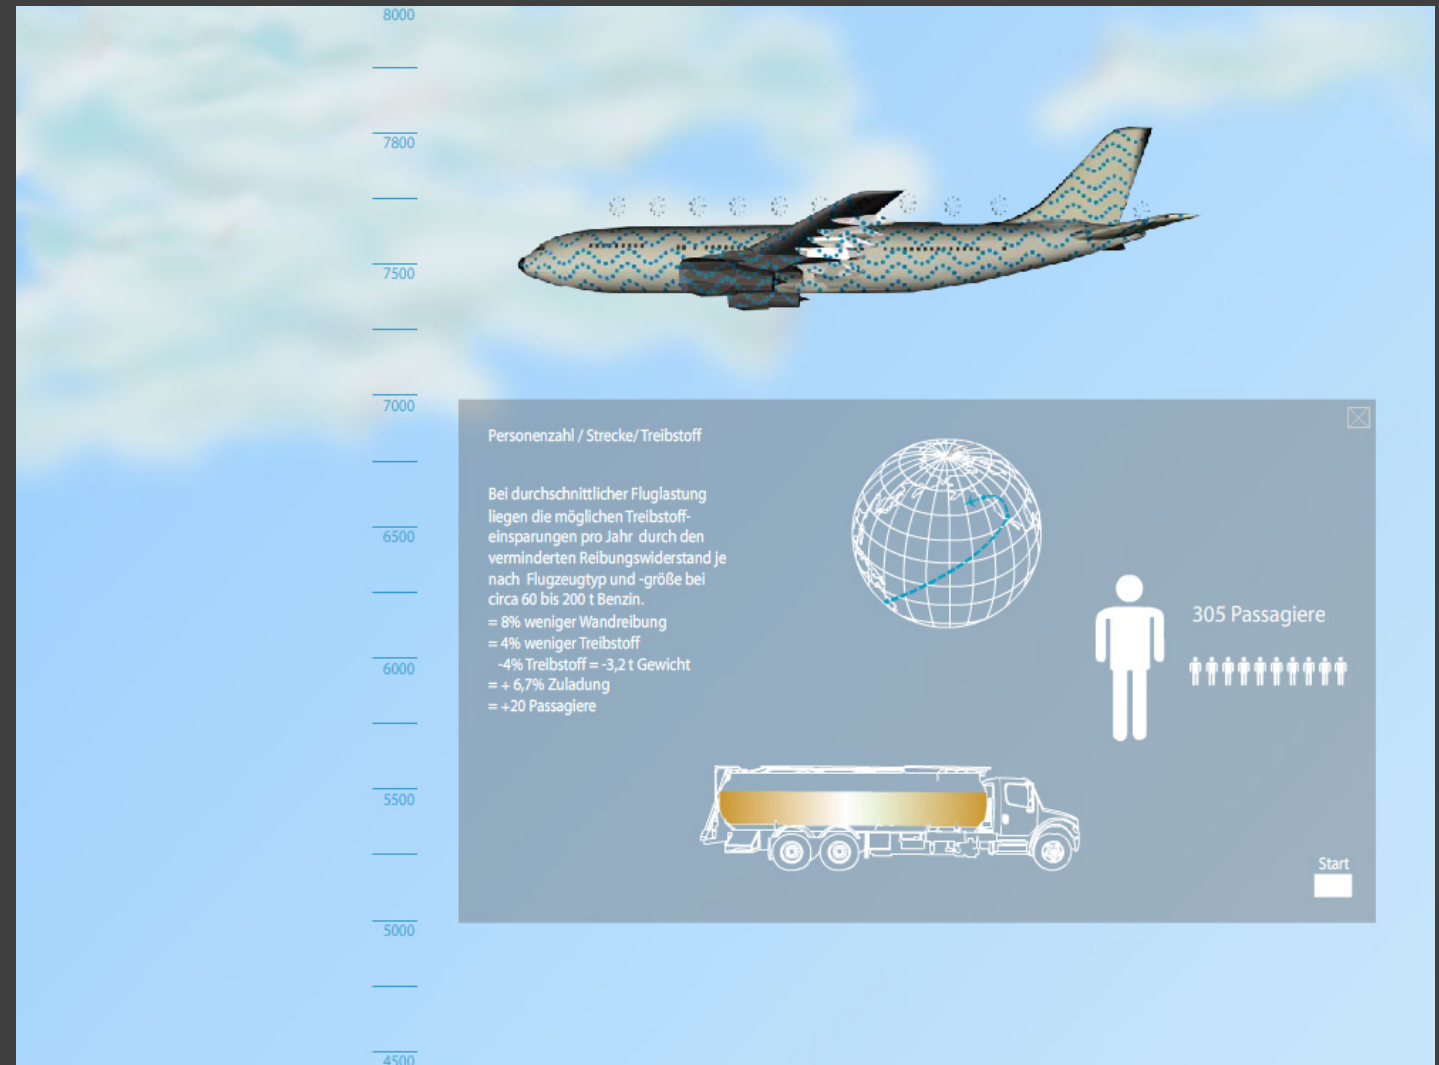 8000
7800
7500
7000
Personenzahl / Strecke/ Treibstoff
Bei durchschnittlicher Fluglastung
liegen die möglichen Treibstoff-
einsparungen pro Jahr durch den
verminderten Reibungswiderstand je
nach Flugzeugtyp und -größe bei
circa 60 bis 200 t Benzin.
= 8% weniger Wandreibung
= 4% weniger Treibstoff
-4% Treibstoff = -3,2 t Gewicht
= + 6,7% Zuladung
= +20 Passagiere
305 Passagiere
Start
6500
6000
5500
5000
4500